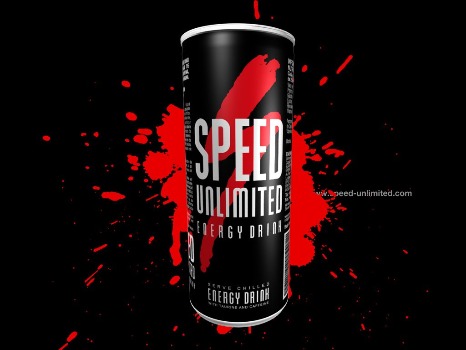 SPEED
UNLIMITED
ENERGY DRINK
www.speed-unlimited.com
SERVE CHILLED
ENERGY DRINK
WITH TAURINE AND CAFFEINE